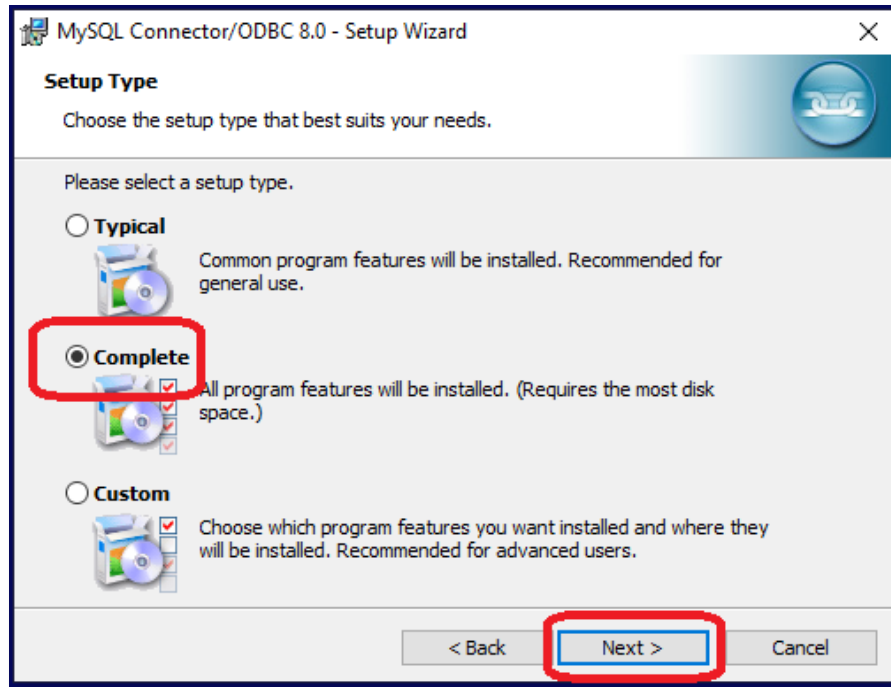 MySQL Connector/ODBC 8.0 - Setup Wizard
Setup Type
Choose the setup type that best suits your needs.
Please select a setup type.
Typical
Common program features will be installed. Recommended for
general use.
Complete
All program features will be installed. (Requires the most disk
space.)
Custom
Choose which program features you want installed and where they
will be installed. Recommended for advanced users.
< Back
Next >
Cancel